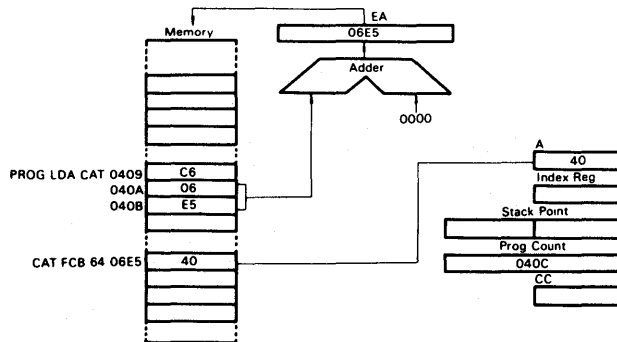 EA
Memory
06E5
Adder
0000
A
40
Index Reg
Stack Point
Prog Count
040C
CC
PROG LDA CAT 0409 C6
040A 06
040B E5
CAT FCB 64 06E5 40